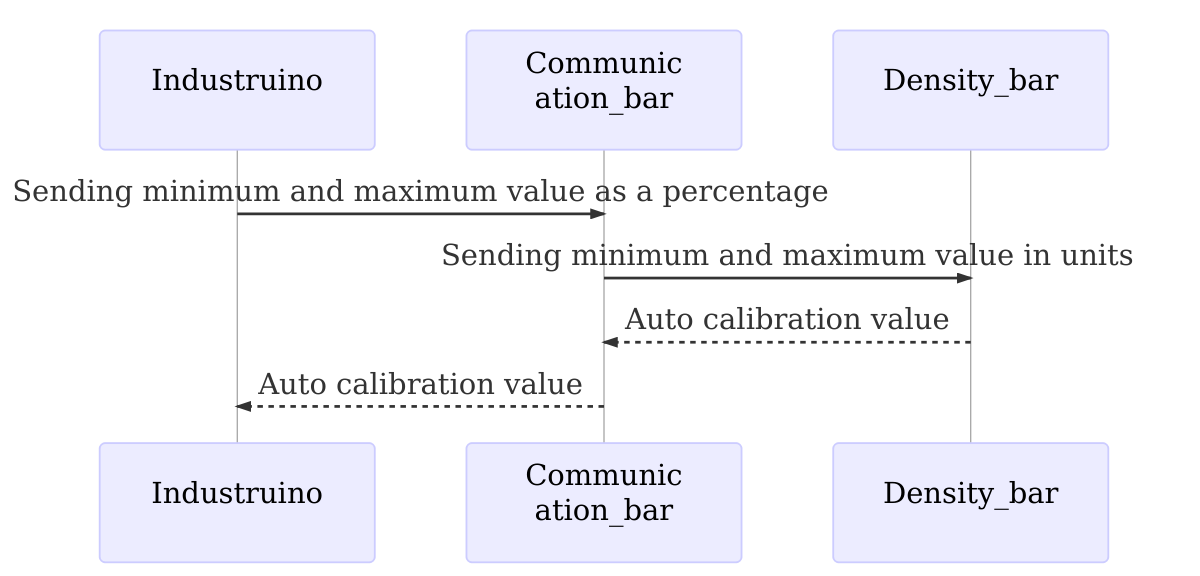 Industruino
Communic
ation_bar
Density_bar
Sending minimum and maximum value as a percentage
Sending minimum and maximum value in units
Auto calibration value
Auto calibration value
Industruino
Communic
ation_bar
Density_bar